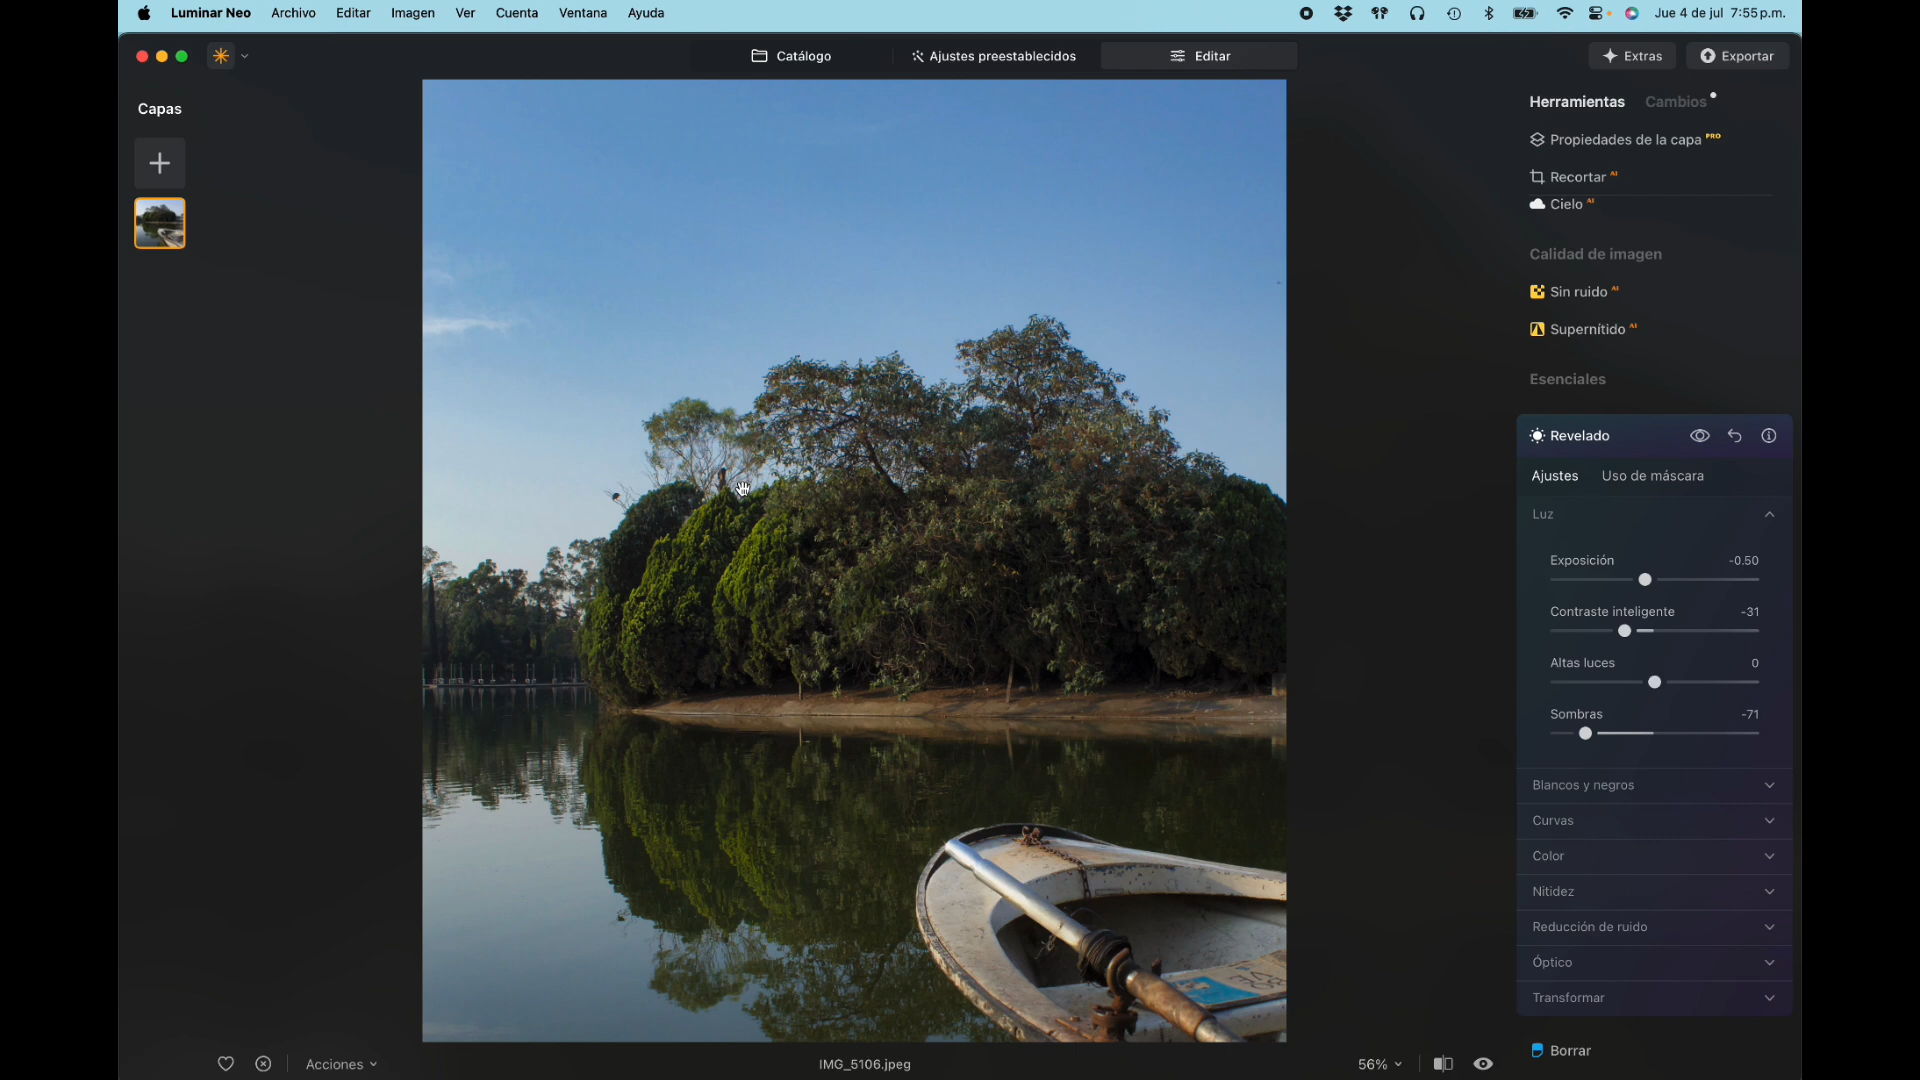 Luminar Neo Archivo Editar Imagen Ver Cuenta Ventana Ayuda Jue 4 de jul 7:55 p.m.
Catálogo Ajustes preestablecidos Editar Extras Exportar
Capas
Herramientas Cambios
Propiedades de la capa PRO
Recortar AI
Cielo AI
Calidad de imagen
Sin ruido AI
Supernítido AI
Esenciales
Revelado
Ajustes Uso de máscara
Luz
Exposición -0.50
Contraste inteligente -31
Altas luces 0
Sombras -71
Blancos y negros
Curvas
Color
Nitidez
Reducción de ruido
Óptico
Transformar
Borrar
Acciones IMG_5106.jpeg 56%